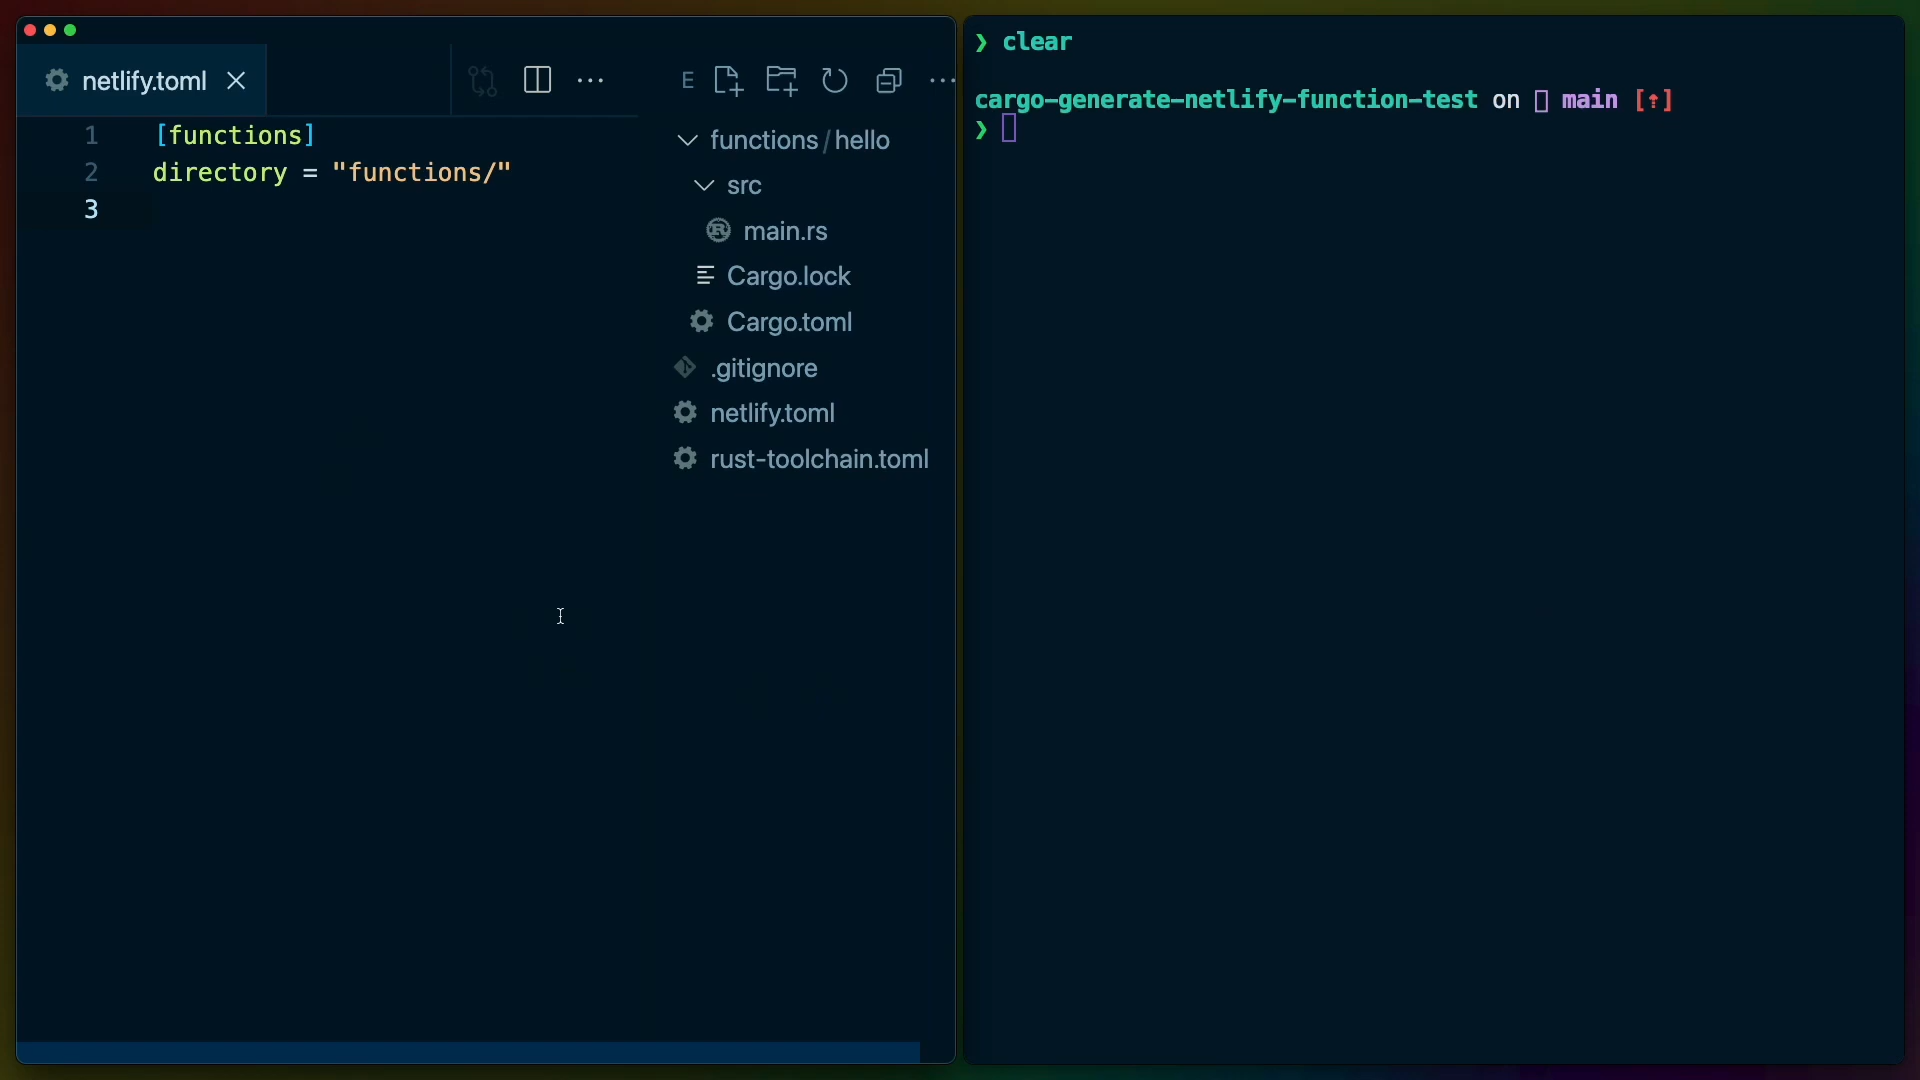 netlify.toml
E
1 [functions]
2 directory = "functions/"
3
functions / hello
src
main.rs
Cargo.lock
Cargo.toml
.gitignore
netlify.toml
rust-toolchain.toml
❯ clear
cargo-generate-netlify-function-test on ▯ main [⇡]
❯